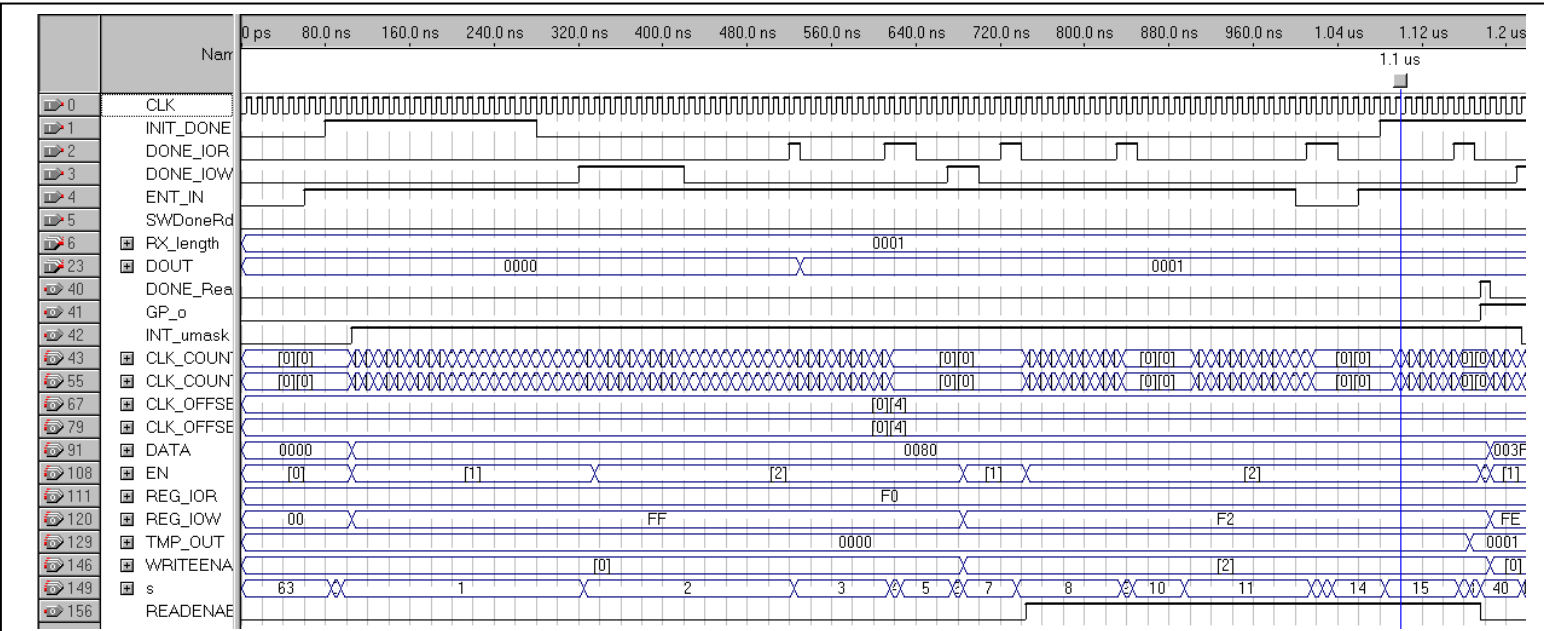 0 ps 80.0 ns 160.0 ns 240.0 ns 320.0 ns 400.0 ns 480.0 ns 560.0 ns 640.0 ns 720.0 ns 800.0 ns 880.0 ns 960.0 ns 1.04 us 1.12 us 1.2 us
Nam
1.1 us
0 CLK
1 INIT_DONE
2 DONE_IOR
3 DONE_IOW
4 ENT_IN
5 SWDoneRd
6 RX_length 0001
23 DOUT 0000 0001
40 DONE_Rea
41 GP_o
42 INT_umask
43 CLK_COUN [0][0] [0][0] [0][0] [0][0] [0][0]
55 CLK_COUN [0][0] [0][0] [0][0] [0][0] [0][0]
67 CLK_OFFSE [0][4]
79 CLK_OFFSE [0][4]
91 DATA 0000 0080 003F
108 EN [0] [1] [2] [1] [2] [1]
111 REG_IOR F0
120 REG_IOW 00 FF F2 FE
129 TMP_OUT 0000 0001
146 WRITEENA [0] [2] [0]
149 s 63 1 2 3 5 7 8 10 11 14 15 40
156 READENAE